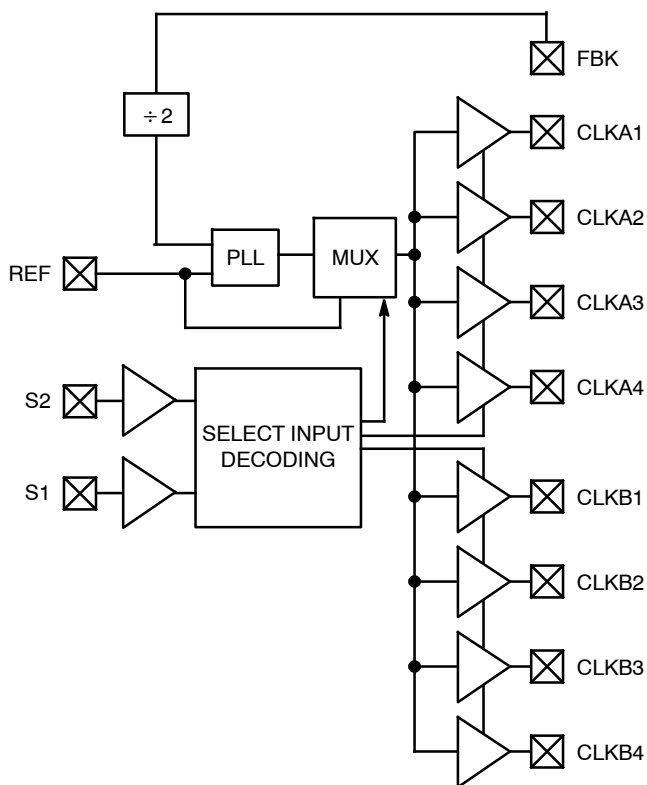 FBK
÷2
CLKA1
CLKA2
PLL
MUX
REF
CLKA3
S2
CLKA4
SELECT INPUT
DECODING
S1
CLKB1
CLKB2
CLKB3
CLKB4